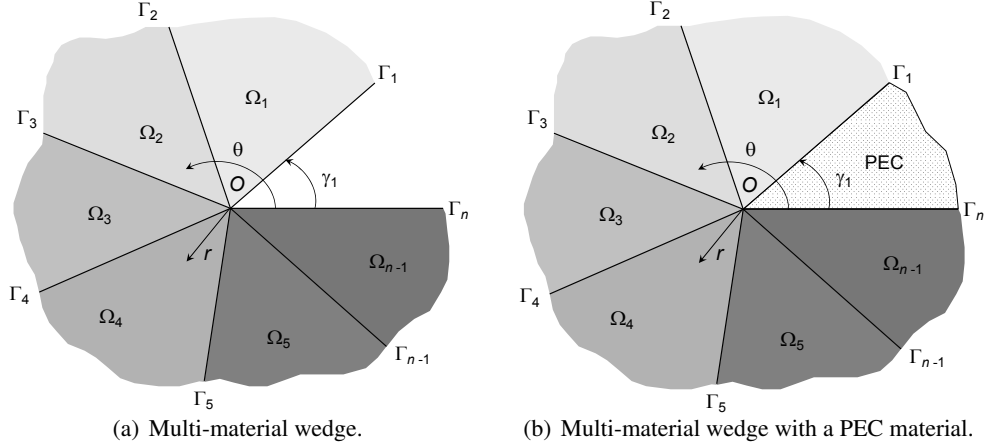 Γ₂
Γ₁
Ω₁
Ω₂
Γ₃
θ
O
γ₁
Γₙ
Ω₃
r
Ωₙ₋₁
Γ₄
Ω₄
Ω₅
Γₙ₋₁
Γ₅
(a) Multi-material wedge.
Γ₂
Γ₁
Ω₁
Ω₂
Γ₃
θ
PEC
O
γ₁
Γₙ
Ω₃
r
Ωₙ₋₁
Γ₄
Ω₄
Ω₅
Γₙ₋₁
Γ₅
(b) Multi-material wedge with a PEC material.